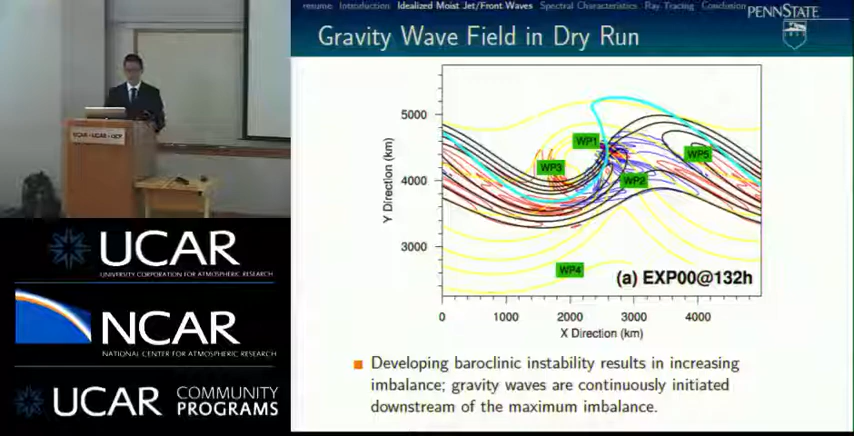 resume Introduction Idealized Moist Jet/Front Waves Spectral Characteristics Ray Tracing Conclusion
PENNSTATE
Gravity Wave Field in Dry Run
5000
4000
3000
Y Direction (km)
WP1
WP3
WP5
WP2
WP4
(a) EXP00@132h
0
1000
2000
3000
4000
X Direction (km)
Developing baroclinic instability results in increasing
imbalance; gravity waves are continuously initiated
downstream of the maximum imbalance.
UCAR
UNIVERSITY CORPORATION FOR ATMOSPHERIC RESEARCH
NCAR
NATIONAL CENTER FOR ATMOSPHERIC RESEARCH
UCAR COMMUNITY
PROGRAMS